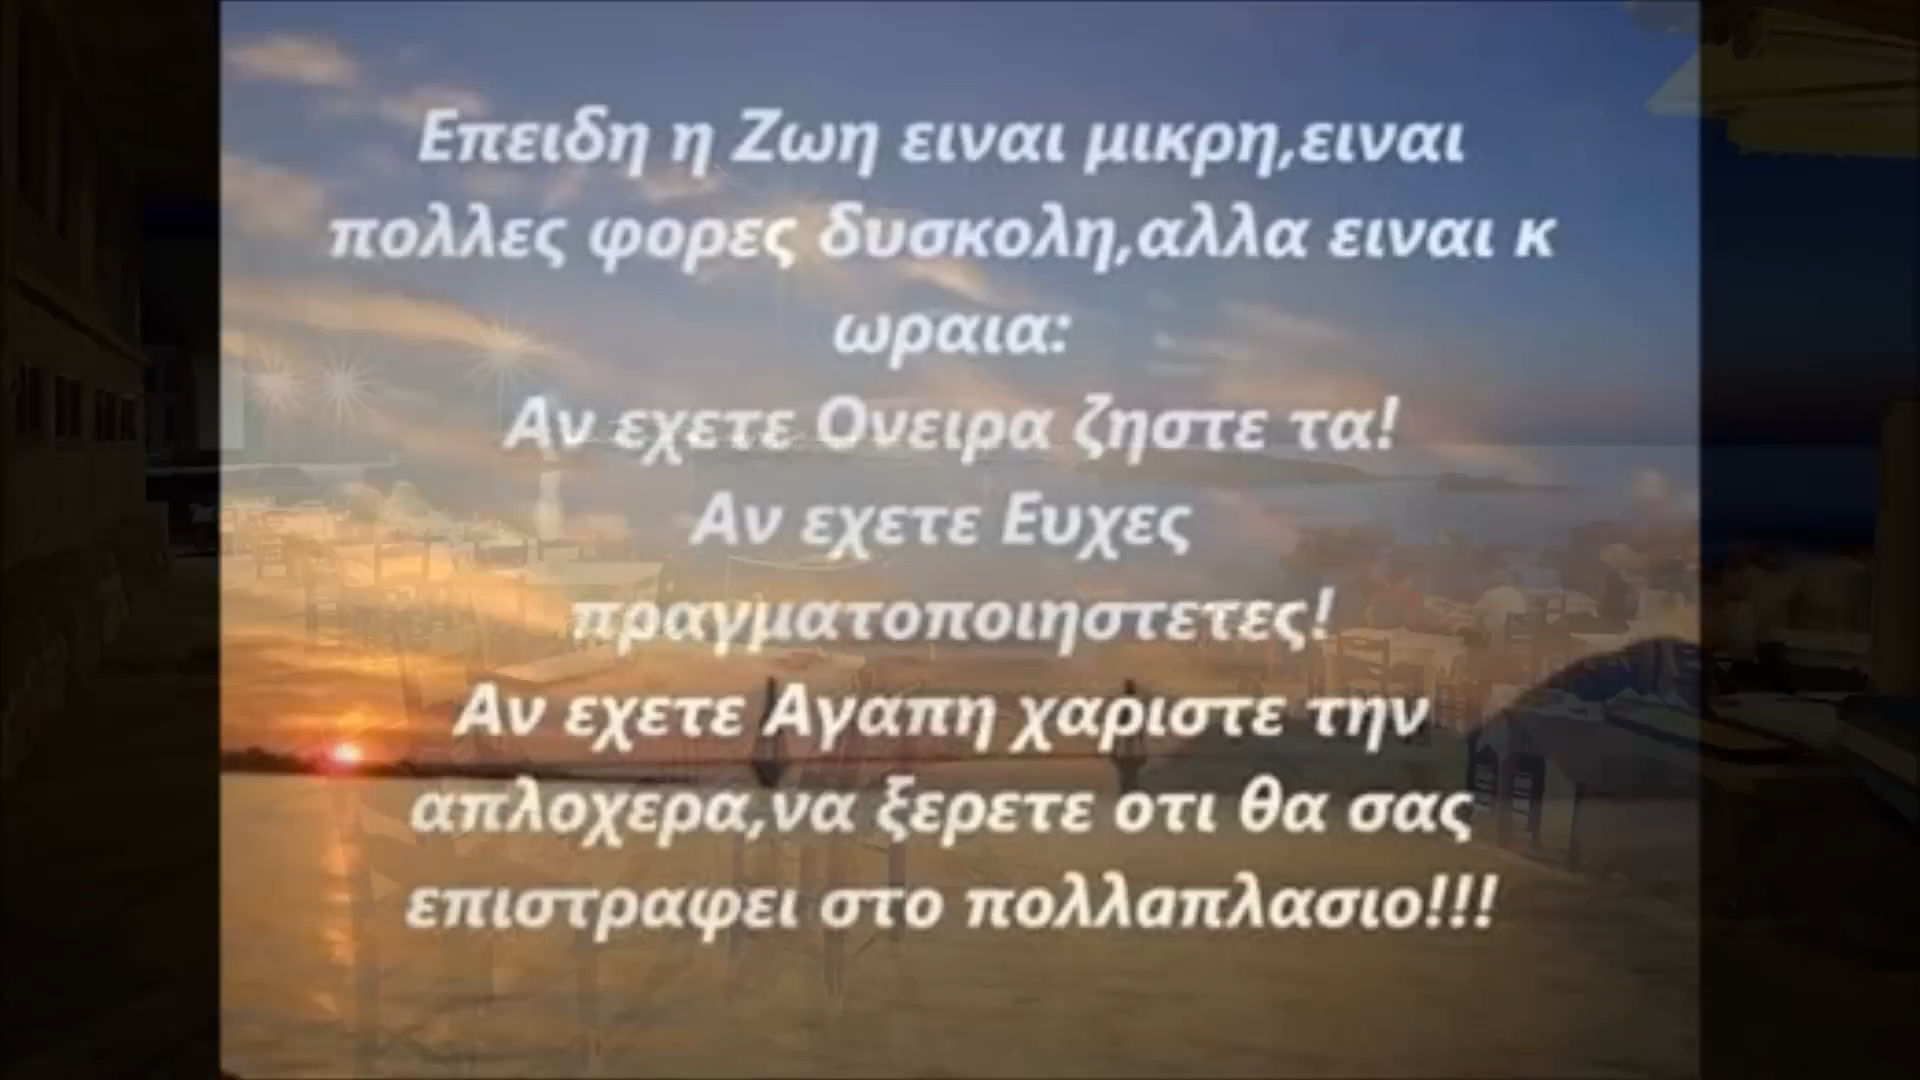 Επειδη η Ζωη ειναι μικρη,ειναι
πολλες φορες δυσκολη,αλλα ειναι κ
ωραια:
Αν εχετε Ονειρα ζηστε τα!
Αν εχετε Ευχες
πραγματοποιηστετες!
Αν εχετε Αγαπη χαριστε την
απλοχερα,να ξερετε οτι θα σας
επιστραφει στο πολλαπλασιο!!!